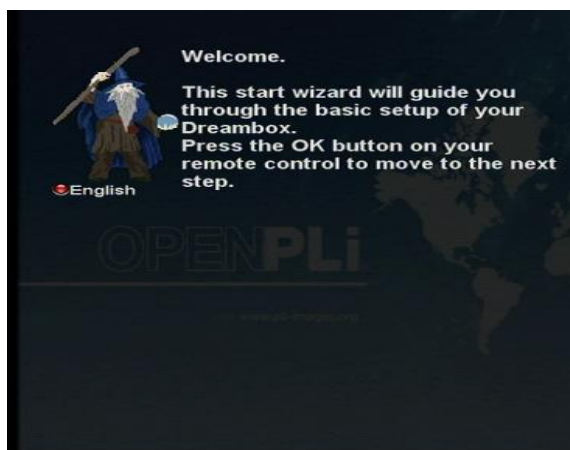 Welcome.
This start wizard will guide you
through the basic setup of your
Dreambox.
Press the OK button on your
remote control to move to the next
step.
English
OPENPLi